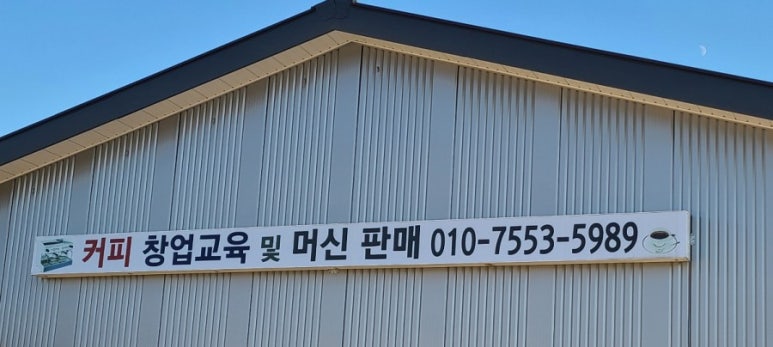 커피 창업교육 및 머신 판매 010-7553-5989